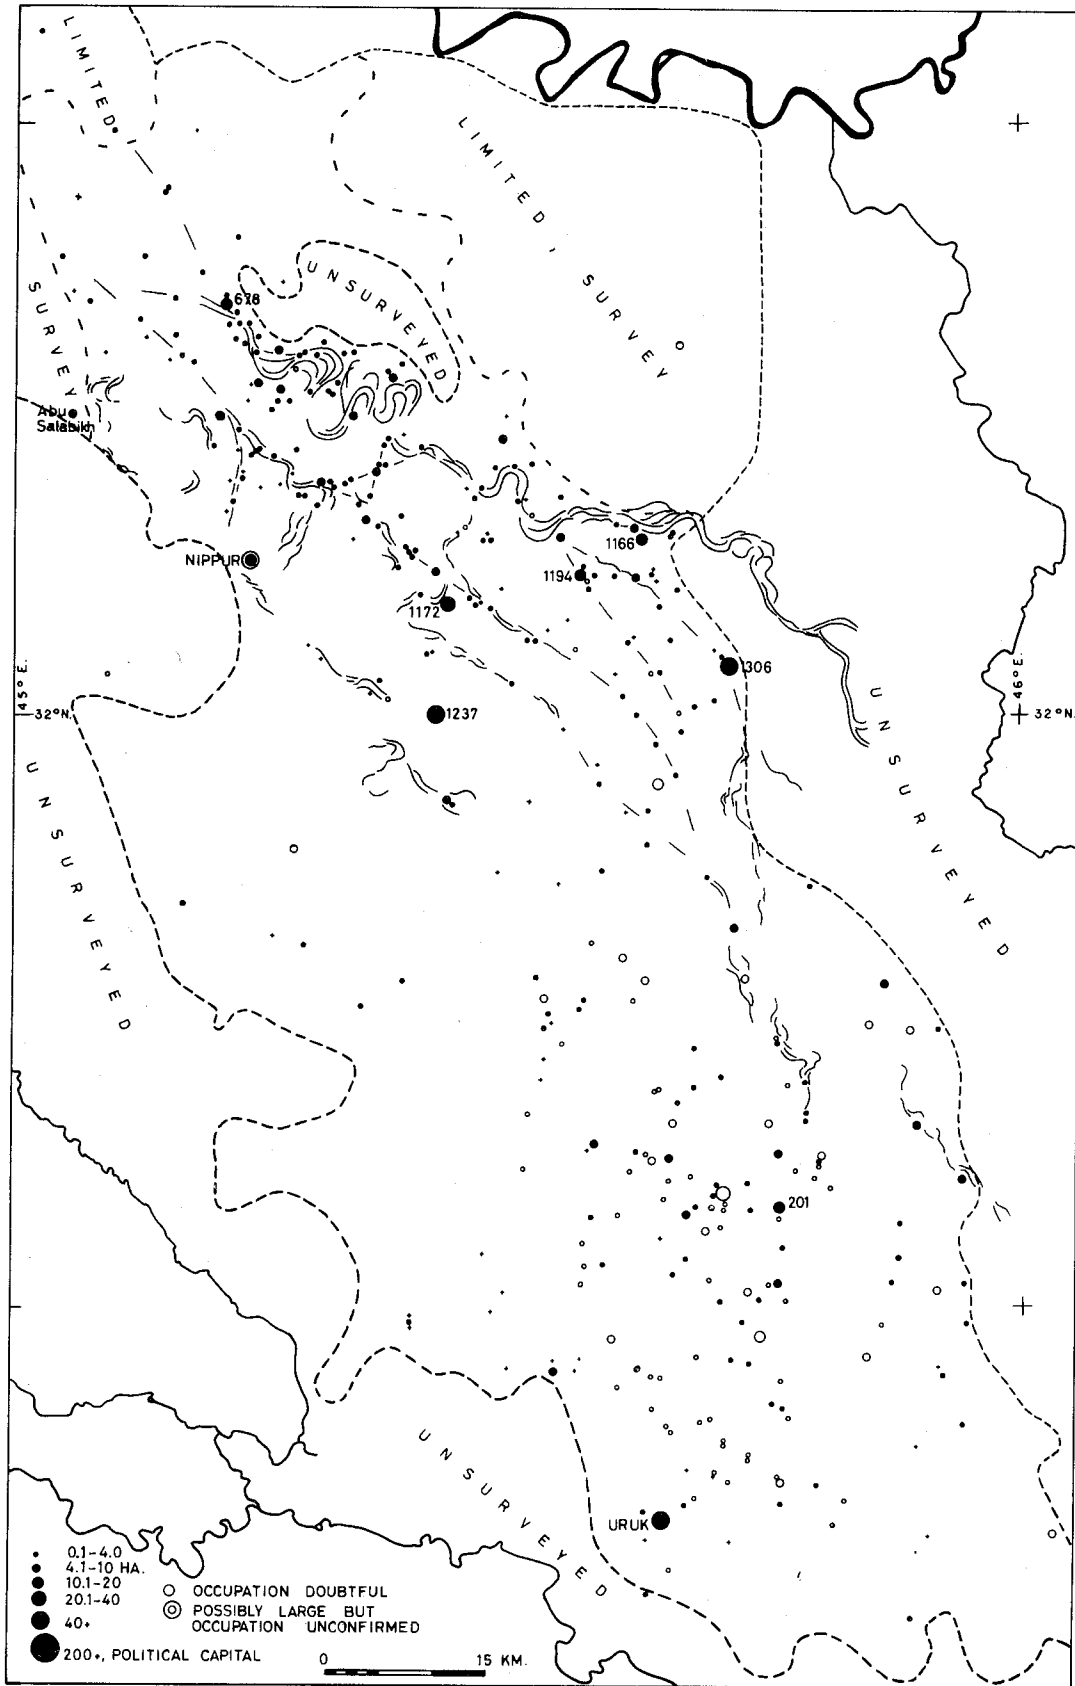 LIMITED
SURVEY
LIMITED SURVEY
UNSURVEYED
678
Abu
Salabikh
NIPPUR
1166
1194
1172
1306
1237
45°E.
32°N.
46°E.
32°N.
UNSURVEYED
UNSURVEYED
201
UNSURVEYED
URUK
0.1–4.0
4.1–10 HA.
10.1–20
20.1–40
40+
200+, POLITICAL CAPITAL
OCCUPATION DOUBTFUL
POSSIBLY LARGE BUT
OCCUPATION UNCONFIRMED
0 15 KM.